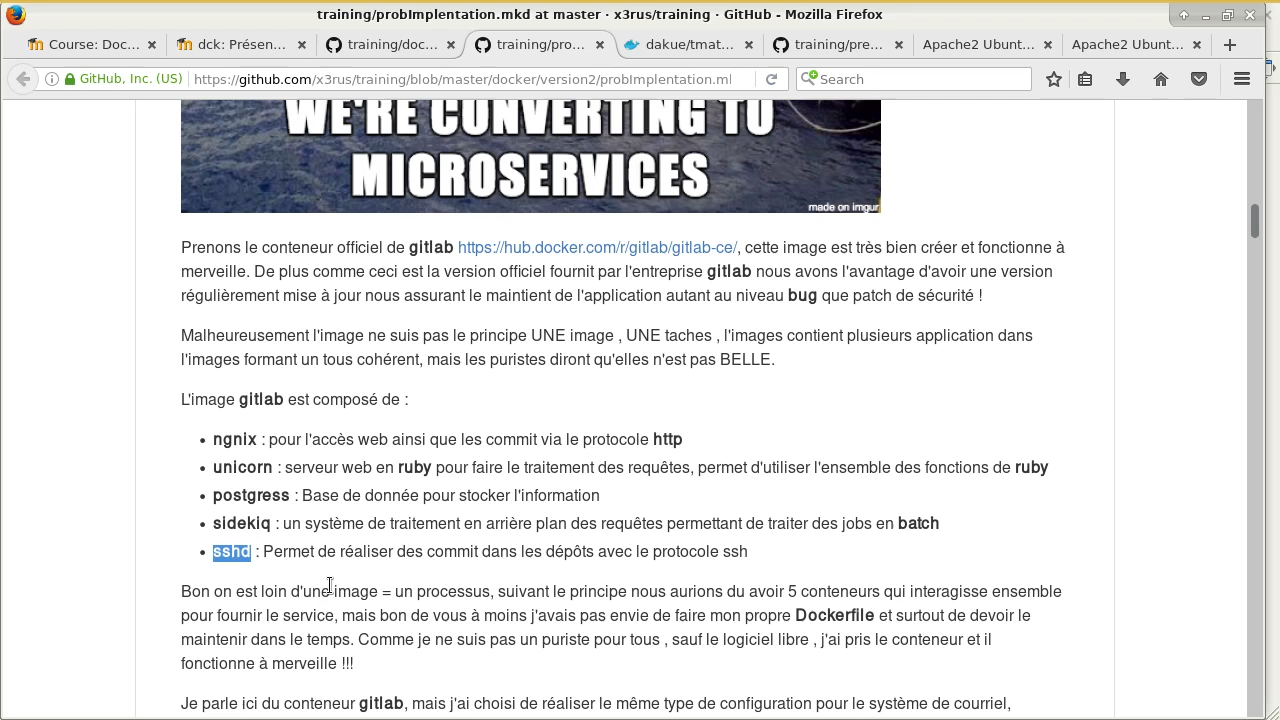 training/probImplentation.mkd at master · x3rus/training · GitHub - Mozilla Firefox
Course: Doc...
dck: Présen...
training/doc...
training/pro...
dakue/tmat...
training/pre...
Apache2 Ubunt...
Apache2 Ubunt...
GitHub, Inc. (US)
https://github.com/x3rus/training/blob/master/docker/version2/probImplentation.ml
Search
WE'RE CONVERTING TO
MICROSERVICES
made on imgur
Prenons le conteneur officiel de gitlab https://hub.docker.com/r/gitlab/gitlab-ce/, cette image est très bien créer et fonctionne à
merveille. De plus comme ceci est la version officiel fournit par l'entreprise gitlab nous avons l'avantage d'avoir une version
régulièrement mise à jour nous assurant le maintient de l'application autant au niveau bug que patch de sécurité !
Malheureusement l'image ne suis pas le principe UNE image , UNE taches , l'images contient plusieurs application dans
l'images formant un tous cohérent, mais les puristes diront qu'elles n'est pas BELLE.
L'image gitlab est composé de :
• ngnix : pour l'accès web ainsi que les commit via le protocole http
• unicorn : serveur web en ruby pour faire le traitement des requêtes, permet d'utiliser l'ensemble des fonctions de ruby
• postgress : Base de donnée pour stocker l'information
• sidekiq : un système de traitement en arrière plan des requêtes permettant de traiter des jobs en batch
• sshd : Permet de réaliser des commit dans les dépôts avec le protocole ssh
Bon on est loin d'une image = un processus, suivant le principe nous aurions du avoir 5 conteneurs qui interagisse ensemble
pour fournir le service, mais bon de vous à moins j'avais pas envie de faire mon propre Dockerfile et surtout de devoir le
maintenir dans le temps. Comme je ne suis pas un puriste pour tous , sauf le logiciel libre , j'ai pris le conteneur et il
fonctionne à merveille !!!
Je parle ici du conteneur gitlab, mais j'ai choisi de réaliser le même type de configuration pour le système de courriel,